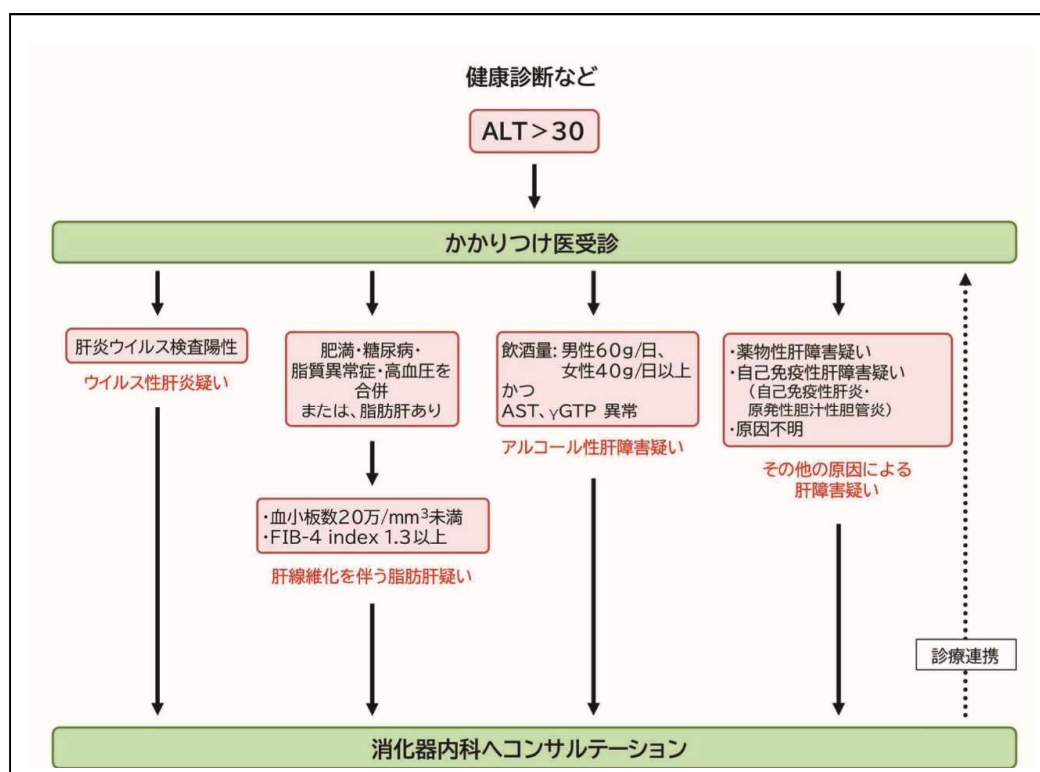 健康診断など
ALT>30
かかりつけ医受診
肝炎ウイルス検査陽性
ウイルス性肝炎疑い
肥満・糖尿病・
脂質異常症・高血圧を
合併
または、脂肪肝あり
・血小板数20万/mm³未満
・FIB-4 index 1.3以上
肝線維化を伴う脂肪肝疑い
飲酒量: 男性60g/日、
女性40g/日以上
かつ
AST、γGTP 異常
アルコール性肝障害疑い
・薬物性肝障害疑い
・自己免疫性肝障害疑い
（自己免疫性肝炎・
原発性胆汁性胆管炎）
・原因不明
その他の原因による
肝障害疑い
診療連携
消化器内科へコンサルテーション